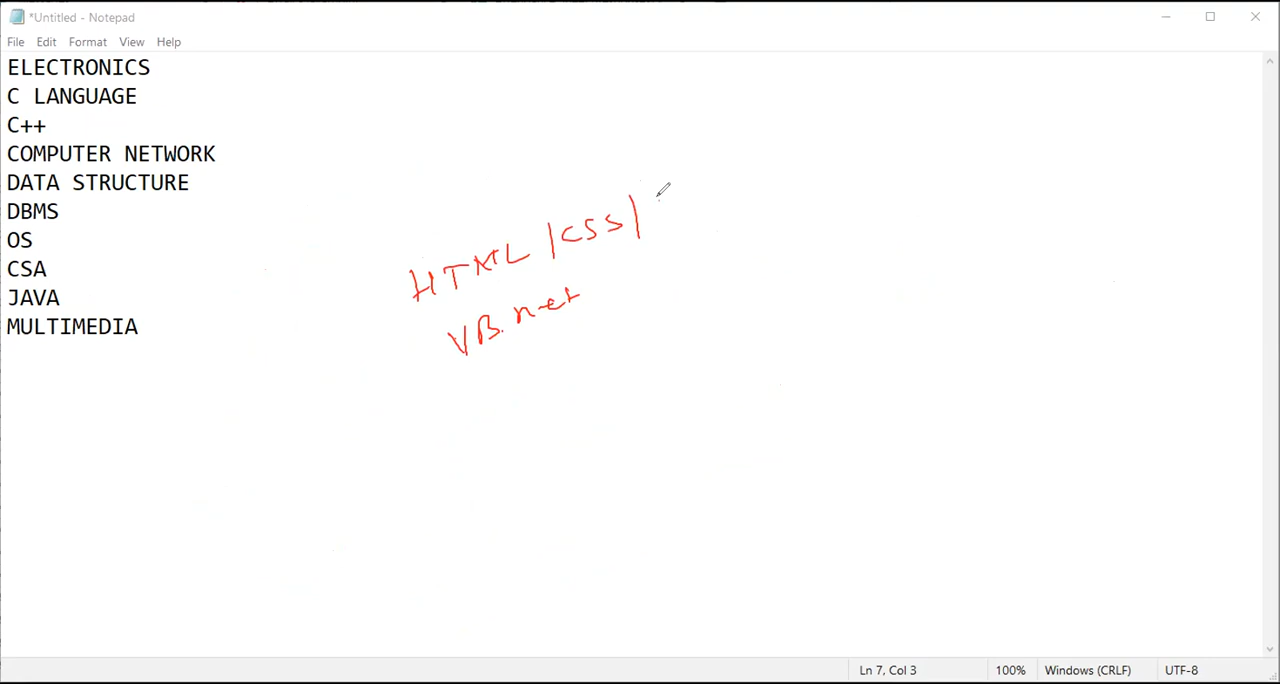 *Untitled - Notepad
File Edit Format View Help
ELECTRONICS
C LANGUAGE
C++
COMPUTER NETWORK
DATA STRUCTURE
DBMS
OS
CSA
JAVA
MULTIMEDIA
HTML |CSS|
VB.net
Ln 7, Col 3 100% Windows (CRLF) UTF-8